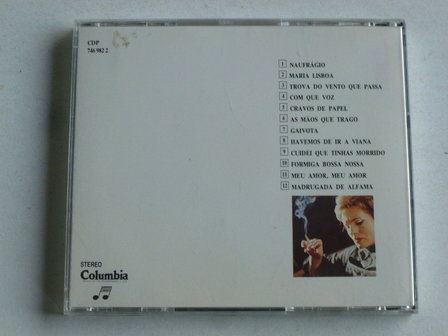 CDP
746 982 2
1 NAUFRÁGIO
2 MARIA LISBOA
3 TROVA DO VENTO QUE PASSA
4 COM QUE VOZ
5 CRAVOS DE PAPEL
6 AS MÃOS QUE TRAGO
7 GAIVOTA
8 HAVEMOS DE IR A VIANA
9 CUIDEI QUE TINHAS MORRIDO
10 FORMIGA BOSSA NOSSA
11 MEU AMOR, MEU AMOR
12 MADRUGADA DE ALFAMA
STEREO
Columbia